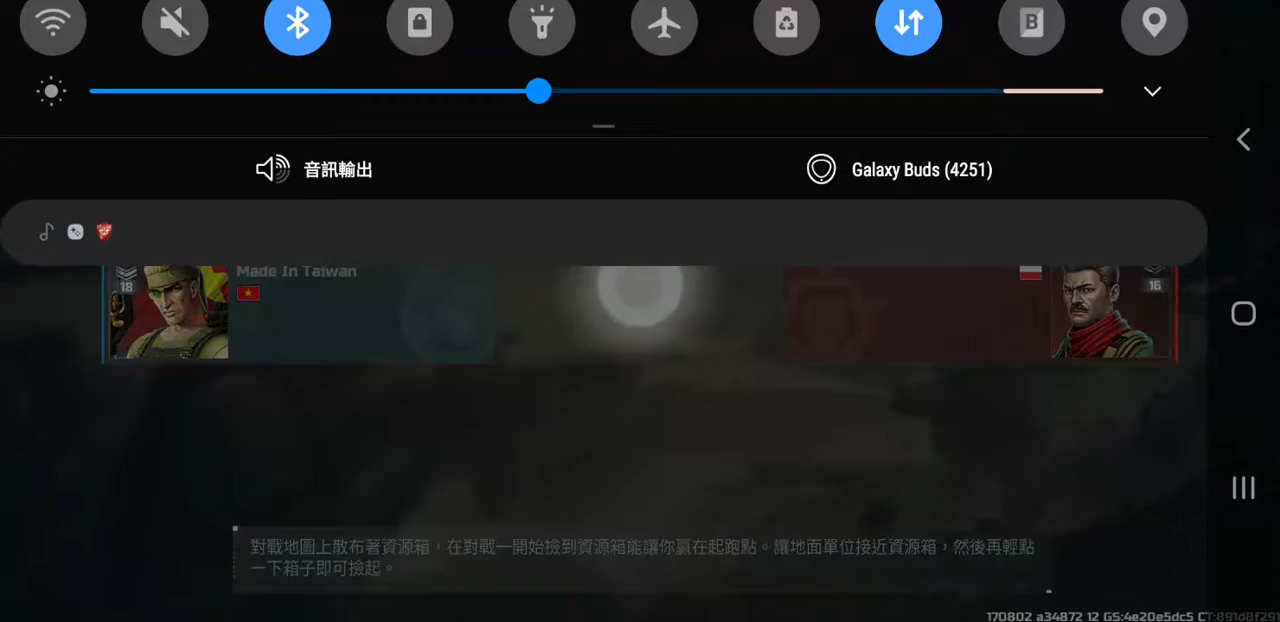 音訊輸出
Galaxy Buds (4251)
Made In Taiwan
18
16
對戰地圖上散布著資源箱，在對戰一開始撿到資源箱能讓你贏在起跑點。讓地面單位接近資源箱，然後再輕點
一下箱子即可撿起。
170802 a34872 12 GS:4e20e5dc5 CT:891d8f291